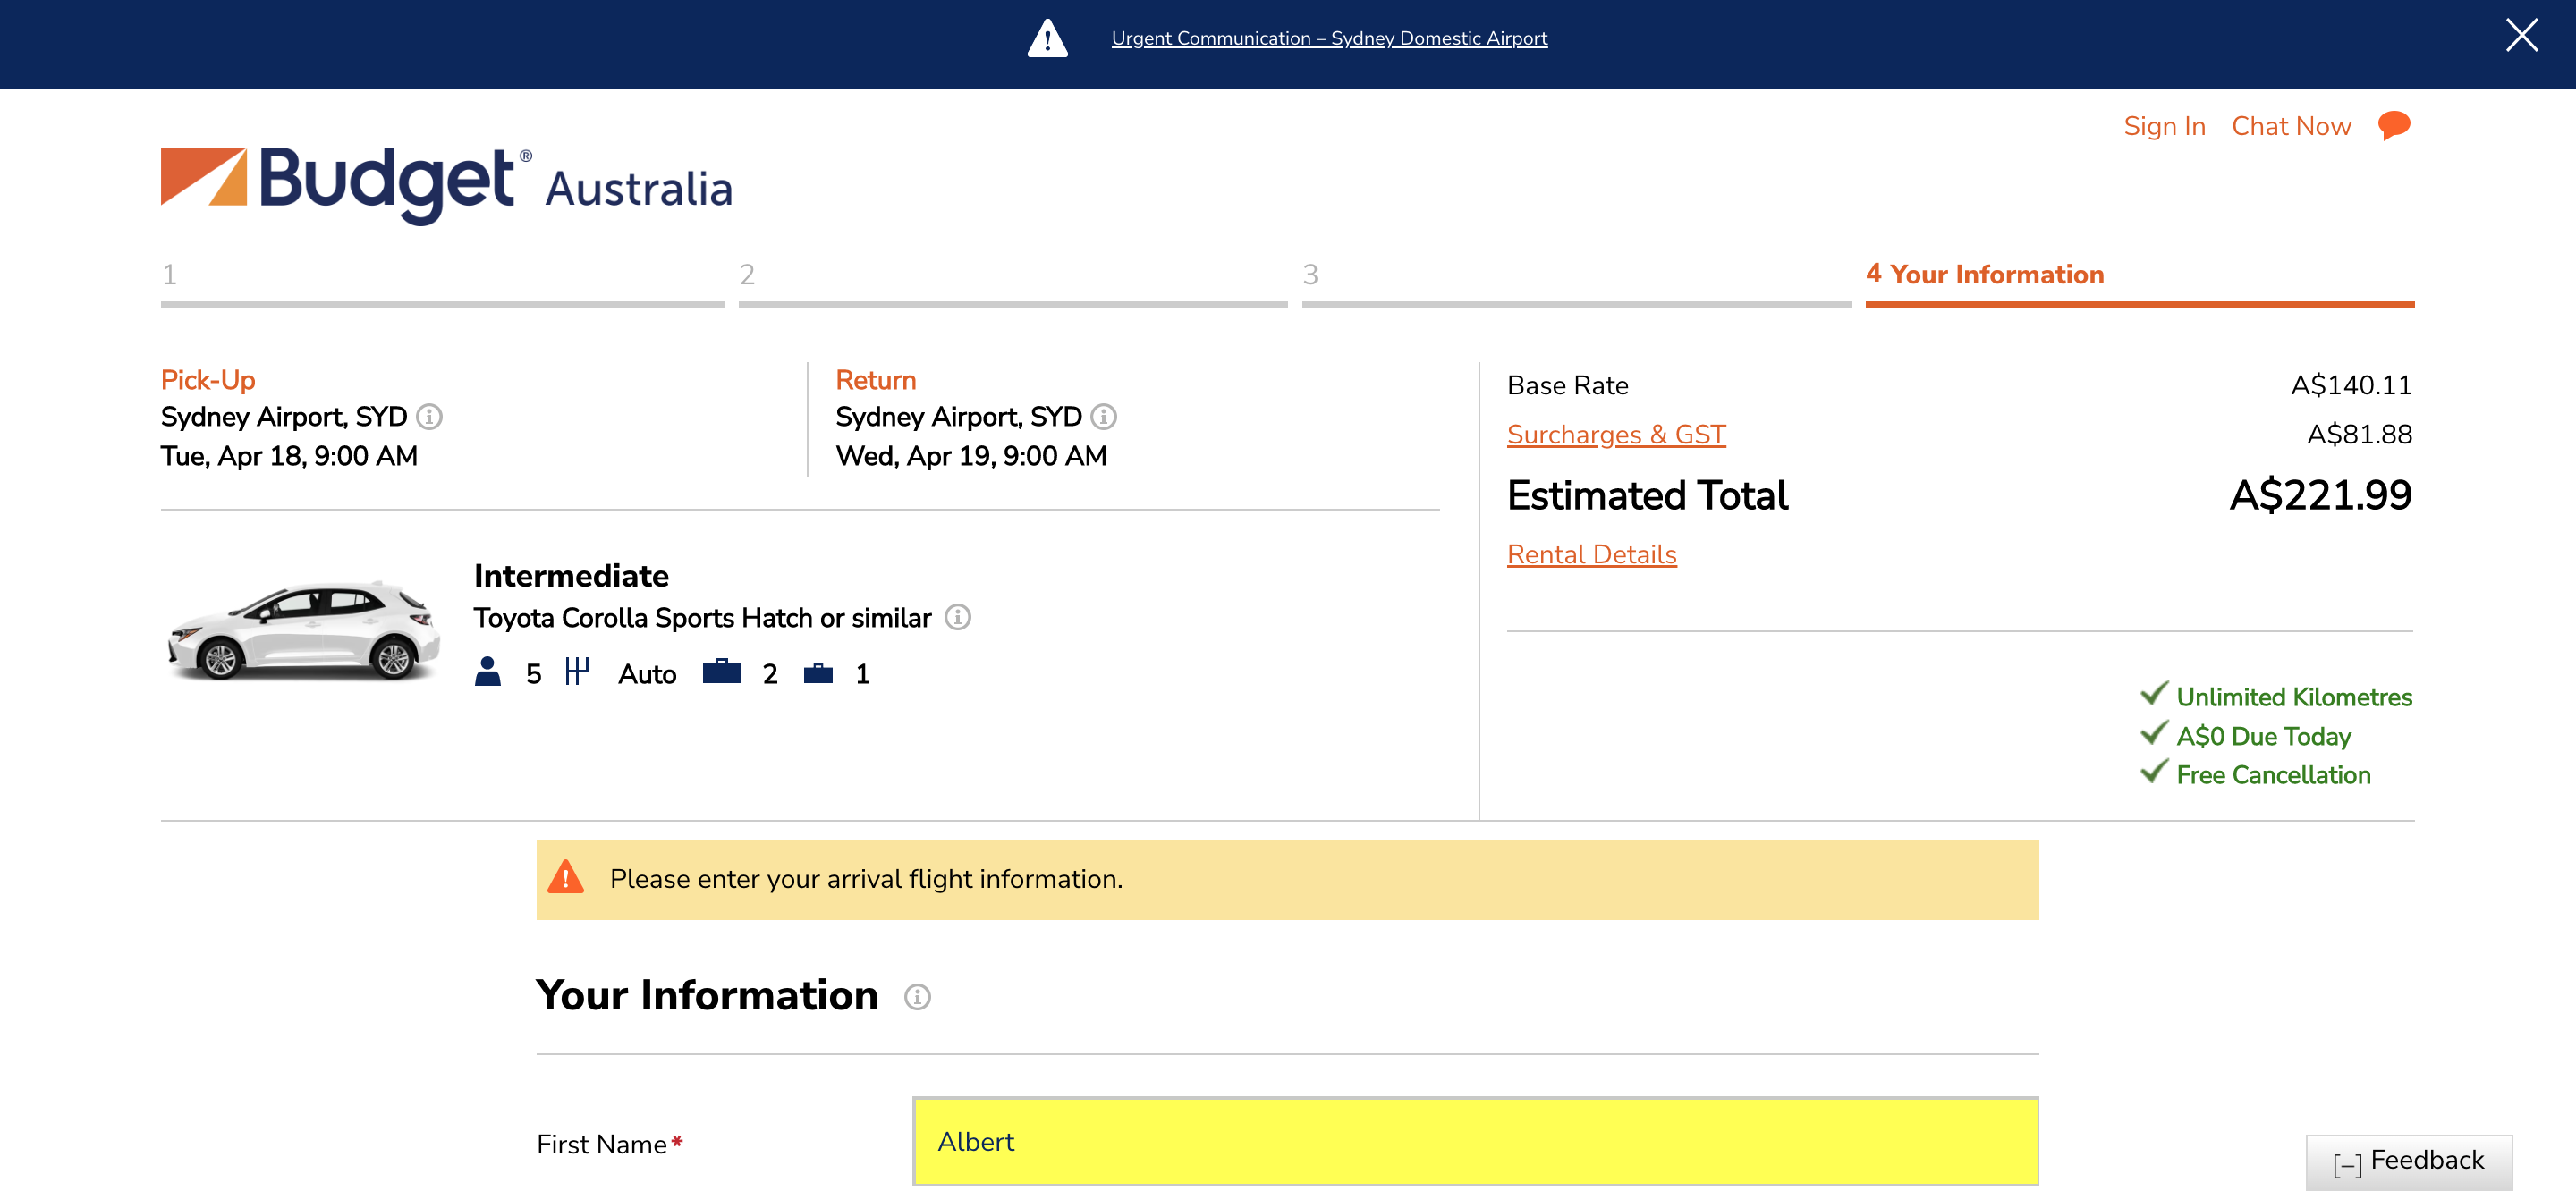 Urgent Communication – Sydney Domestic Airport
Sign In Chat Now
Budget® Australia
1
2
3
4 Your Information
Pick-Up
Sydney Airport, SYD
Tue, Apr 18, 9:00 AM
Return
Sydney Airport, SYD
Wed, Apr 19, 9:00 AM
Base Rate A$140.11
Surcharges & GST A$81.88
Estimated Total A$221.99
Rental Details
Intermediate
Toyota Corolla Sports Hatch or similar
5 Auto 2 1
Unlimited Kilometres
A$0 Due Today
Free Cancellation
Please enter your arrival flight information.
Your Information
First Name* Albert
[–] Feedback